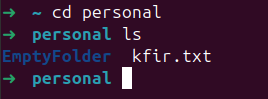 ➜ ~ cd personal
➜ personal ls
EmptyFolder kfir.txt
➜ personal